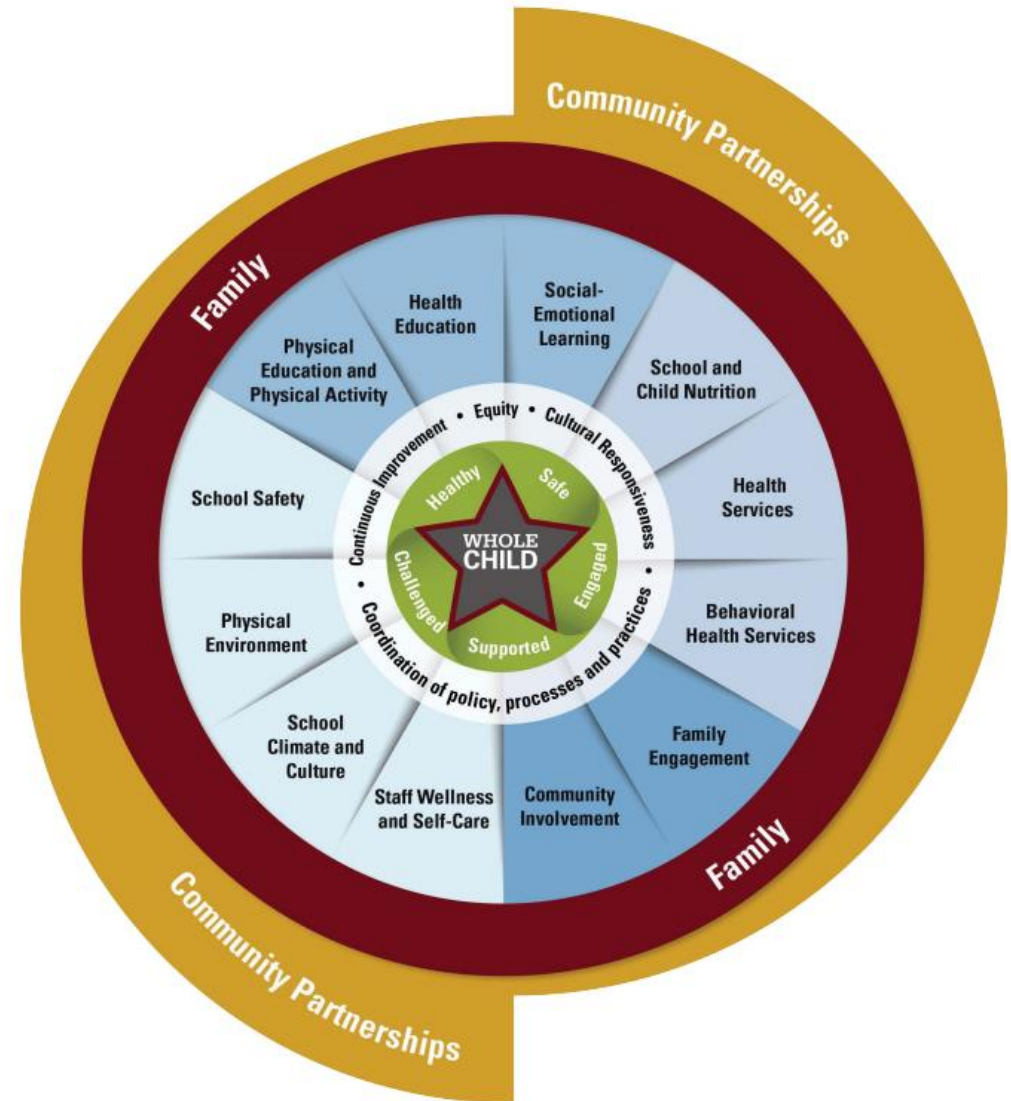 Community Partnerships
Family
Health
Education
Social-
Emotional
Learning
Physical
Education and
Physical Activity
School and
Child Nutrition
School Safety
Health
Services
Physical
Environment
Behavioral
Health Services
School
Climate and
Culture
Family
Engagement
Staff Wellness
and Self-Care
Community
Involvement
• Continuous Improvement • Equity • Cultural Responsiveness •
Coordination of policy, processes and practices
Healthy
Safe
Engaged
Supported
Challenged
WHOLE
CHILD
Family
Community Partnerships